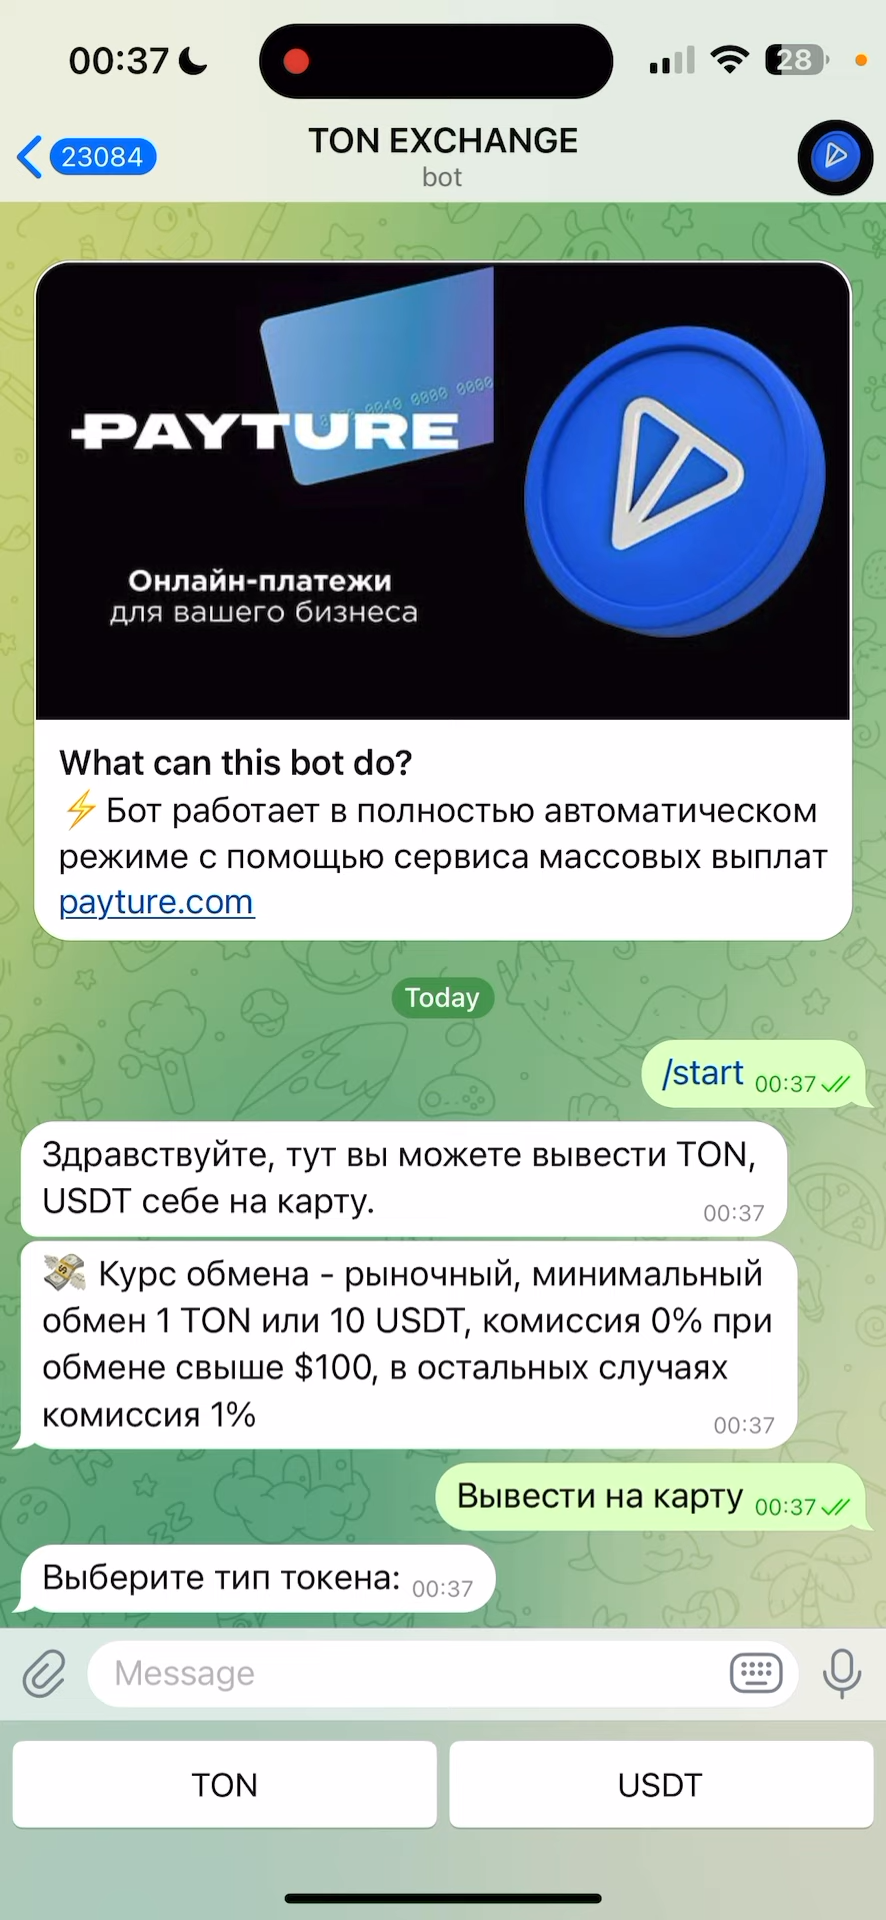 00:37
28
23084
TON EXCHANGE
bot
PAYTURE
0040 0000 0000
Онлайн-платежи
для вашего бизнеса
What can this bot do?
⚡ Бот работает в полностью автоматическом
режиме с помощью сервиса массовых выплат
payture.com
Today
/start 00:37
Здравствуйте, тут вы можете вывести TON,
USDT себе на карту. 00:37
💸 Курс обмена - рыночный, минимальный
обмен 1 TON или 10 USDT, комиссия 0% при
обмене свыше $100, в остальных случаях
комиссия 1% 00:37
Вывести на карту 00:37
Выберите тип токена: 00:37
Message
TON
USDT